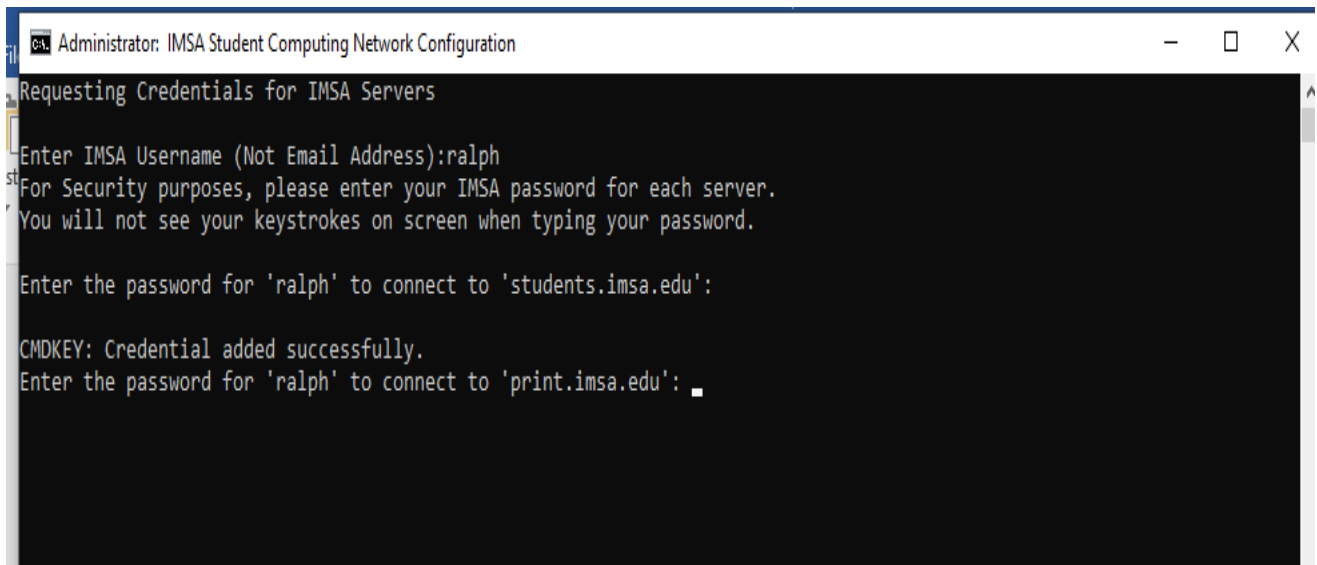 Administrator: IMSA Student Computing Network Configuration
Requesting Credentials for IMSA Servers
Enter IMSA Username (Not Email Address):ralph
For Security purposes, please enter your IMSA password for each server.
You will not see your keystrokes on screen when typing your password.
Enter the password for 'ralph' to connect to 'students.imsa.edu':
CMDKEY: Credential added successfully.
Enter the password for 'ralph' to connect to 'print.imsa.edu':